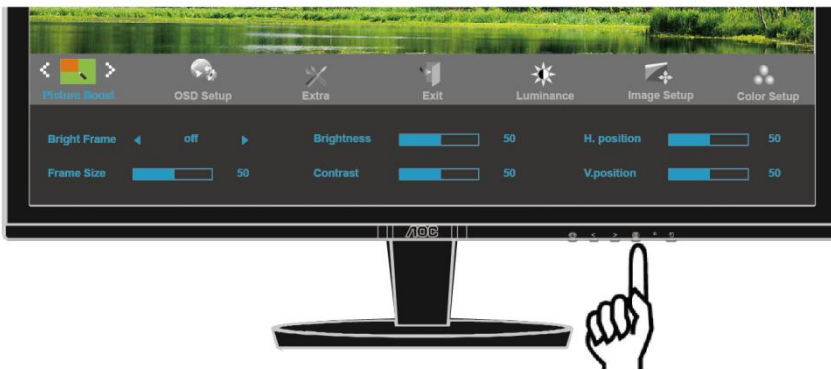 Picture Boost OSD Setup Extra Exit Luminance Image Setup Color Setup
Bright Frame off Brightness 50 H. position 50
Frame Size 50 Contrast 50 V.position 50
AOC